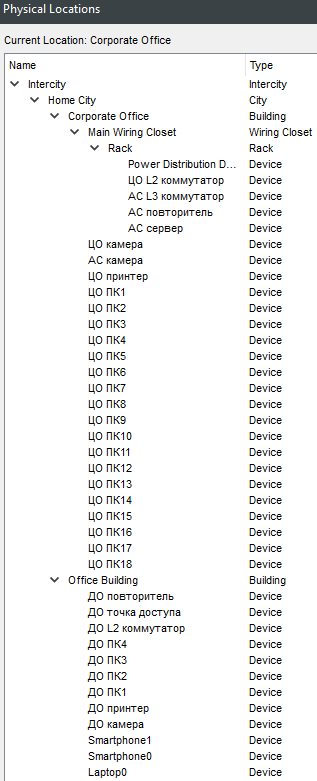 Physical Locations
Current Location: Corporate Office
Name Type
Intercity Intercity
Home City City
Corporate Office Building
Main Wiring Closet Wiring Closet
Rack Rack
Power Distribution D... Device
ЦО L2 коммутатор Device
АС L3 коммутатор Device
АС повторитель Device
АС сервер Device
ЦО камера Device
АС камера Device
ЦО принтер Device
ЦО ПК1 Device
ЦО ПК2 Device
ЦО ПК3 Device
ЦО ПК4 Device
ЦО ПК5 Device
ЦО ПК6 Device
ЦО ПК7 Device
ЦО ПК8 Device
ЦО ПК9 Device
ЦО ПК10 Device
ЦО ПК11 Device
ЦО ПК12 Device
ЦО ПК13 Device
ЦО ПК14 Device
ЦО ПК15 Device
ЦО ПК16 Device
ЦО ПК17 Device
ЦО ПК18 Device
Office Building Building
ДО повторитель Device
ДО точка доступа Device
ДО L2 коммутатор Device
ДО ПК4 Device
ДО ПК3 Device
ДО ПК2 Device
ДО ПК1 Device
ДО принтер Device
ДО камера Device
Smartphone1 Device
Smartphone0 Device
Laptop0 Device